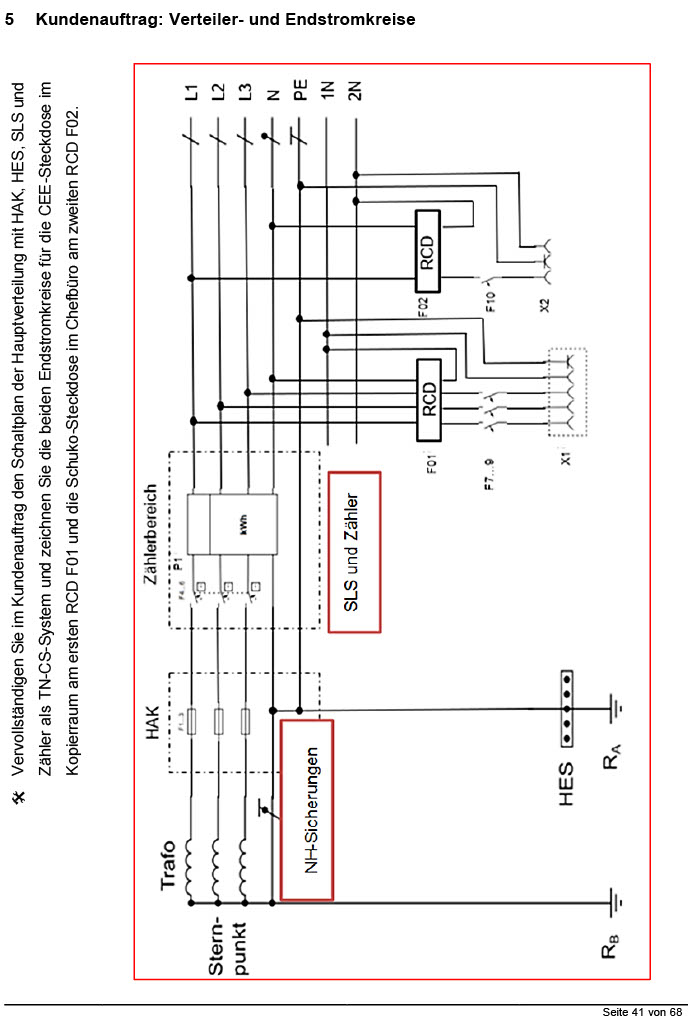 5 Kundenauftrag: Verteiler- und Endstromkreise
Vervollständigen Sie im Kundenauftrag den Schaltplan der Hauptverteilung mit HAK, HES, SLS und
Zähler als TN-CS-System und zeichnen Sie die beiden Endstromkreise für die CEE-Steckdose im
Kopierraum am ersten RCD F01 und die Schuko-Steckdose im Chefbüro am zweiten RCD F02.
L1
L2
L3
N
PE
1N
2N
RCD
F02
F10
X2
RCD
F01
F7...9
X1
Zählerbereich
P1
kWh
F4...6
SLS und Zähler
HAK
F1...3
NH-Sicherungen
HES
RA
Trafo
Stern-
punkt
RB
Seite 41 von 68